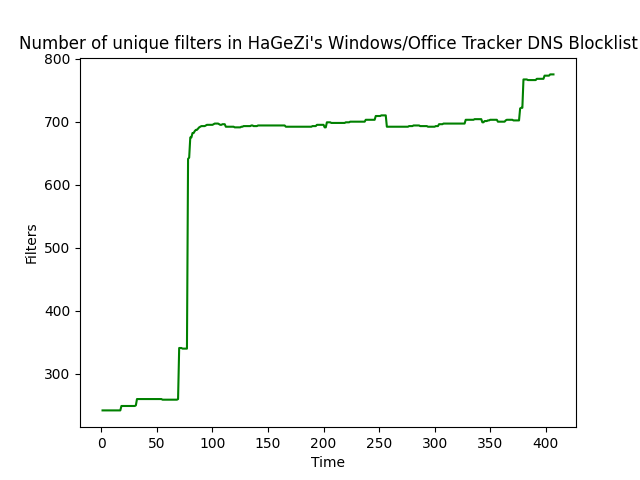 Number of unique filters in HaGeZi's Windows/Office Tracker DNS Blocklist
800
700
600
500
400
300
Filters
0 50 100 150 200 250 300 350 400
Time